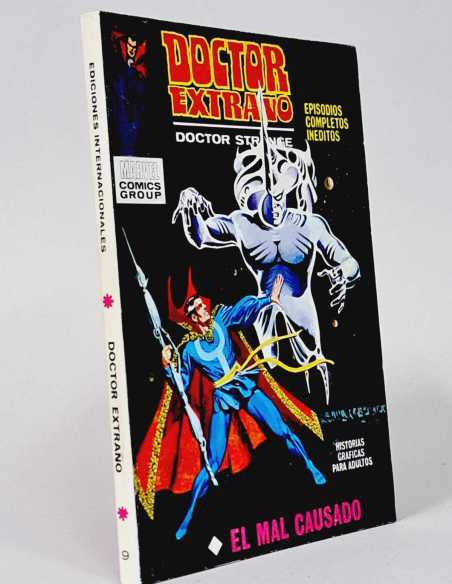 EDICIONES INTERNACIONALES * DOCTOR EXTRAÑO * 9
DOCTOR
EXTRAÑO
DOCTOR STRANGE
EPISODIOS
COMPLETOS
INEDITOS
MARVEL
COMICS
GROUP
HISTORIAS
GRAFICAS
PARA ADULTOS
EL MAL CAUSADO